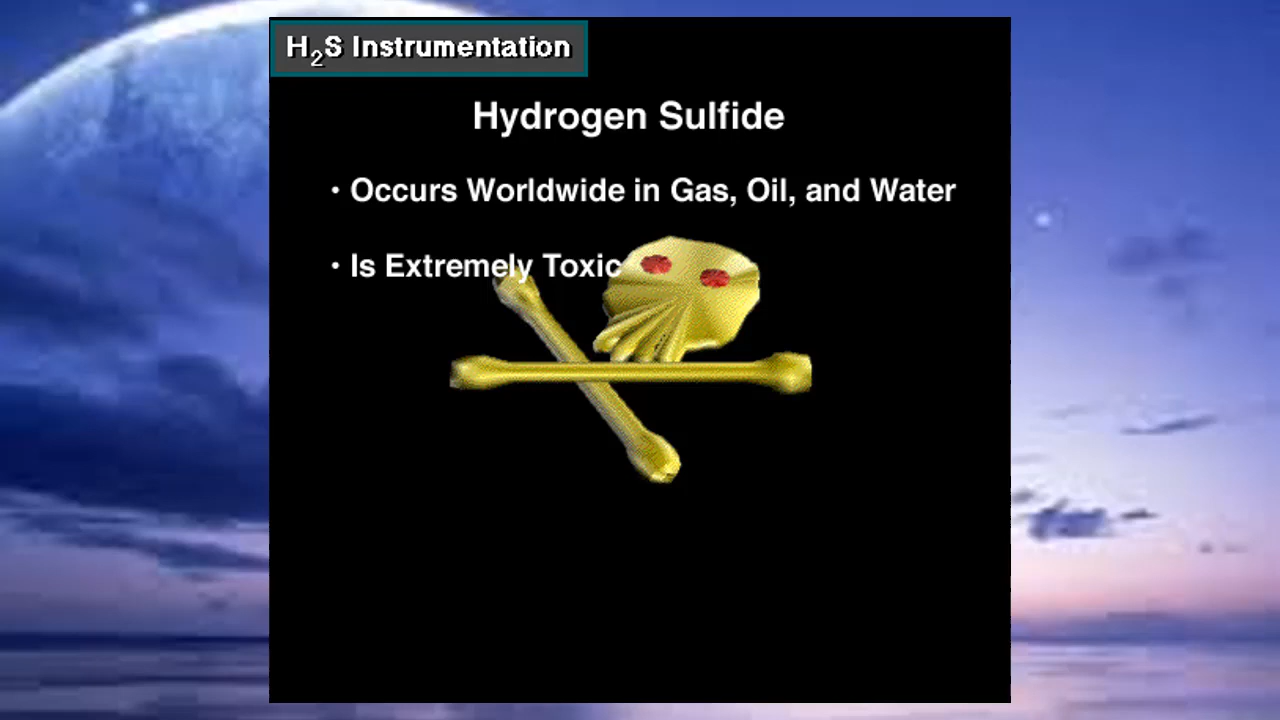 H₂S Instrumentation
Hydrogen Sulfide
• Occurs Worldwide in Gas, Oil, and Water
• Is Extremely Toxic